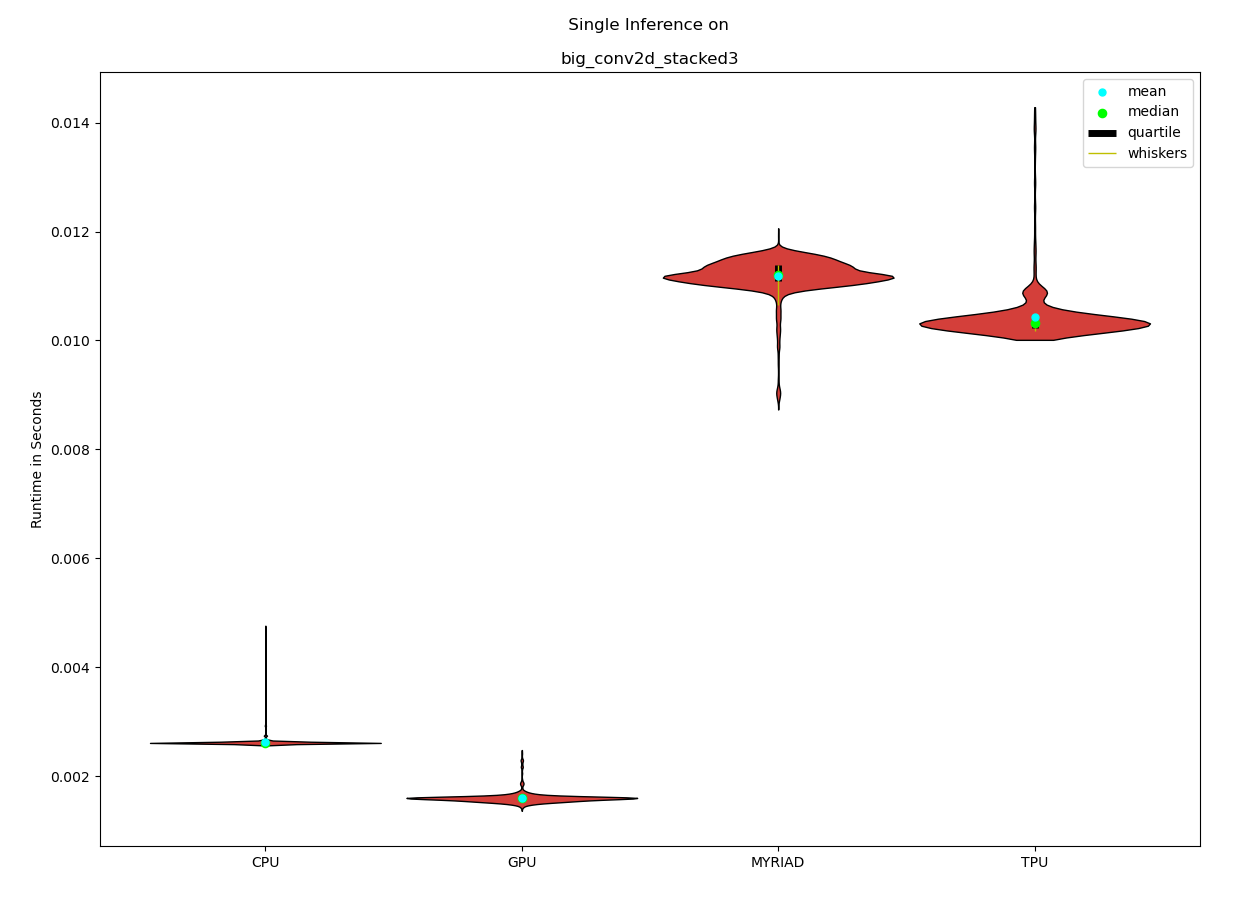 Single Inference on
big_conv2d_stacked3
mean
median
quartile
whiskers
0.014
0.012
0.010
0.008
0.006
0.004
0.002
Runtime in Seconds
CPU
GPU
MYRIAD
TPU